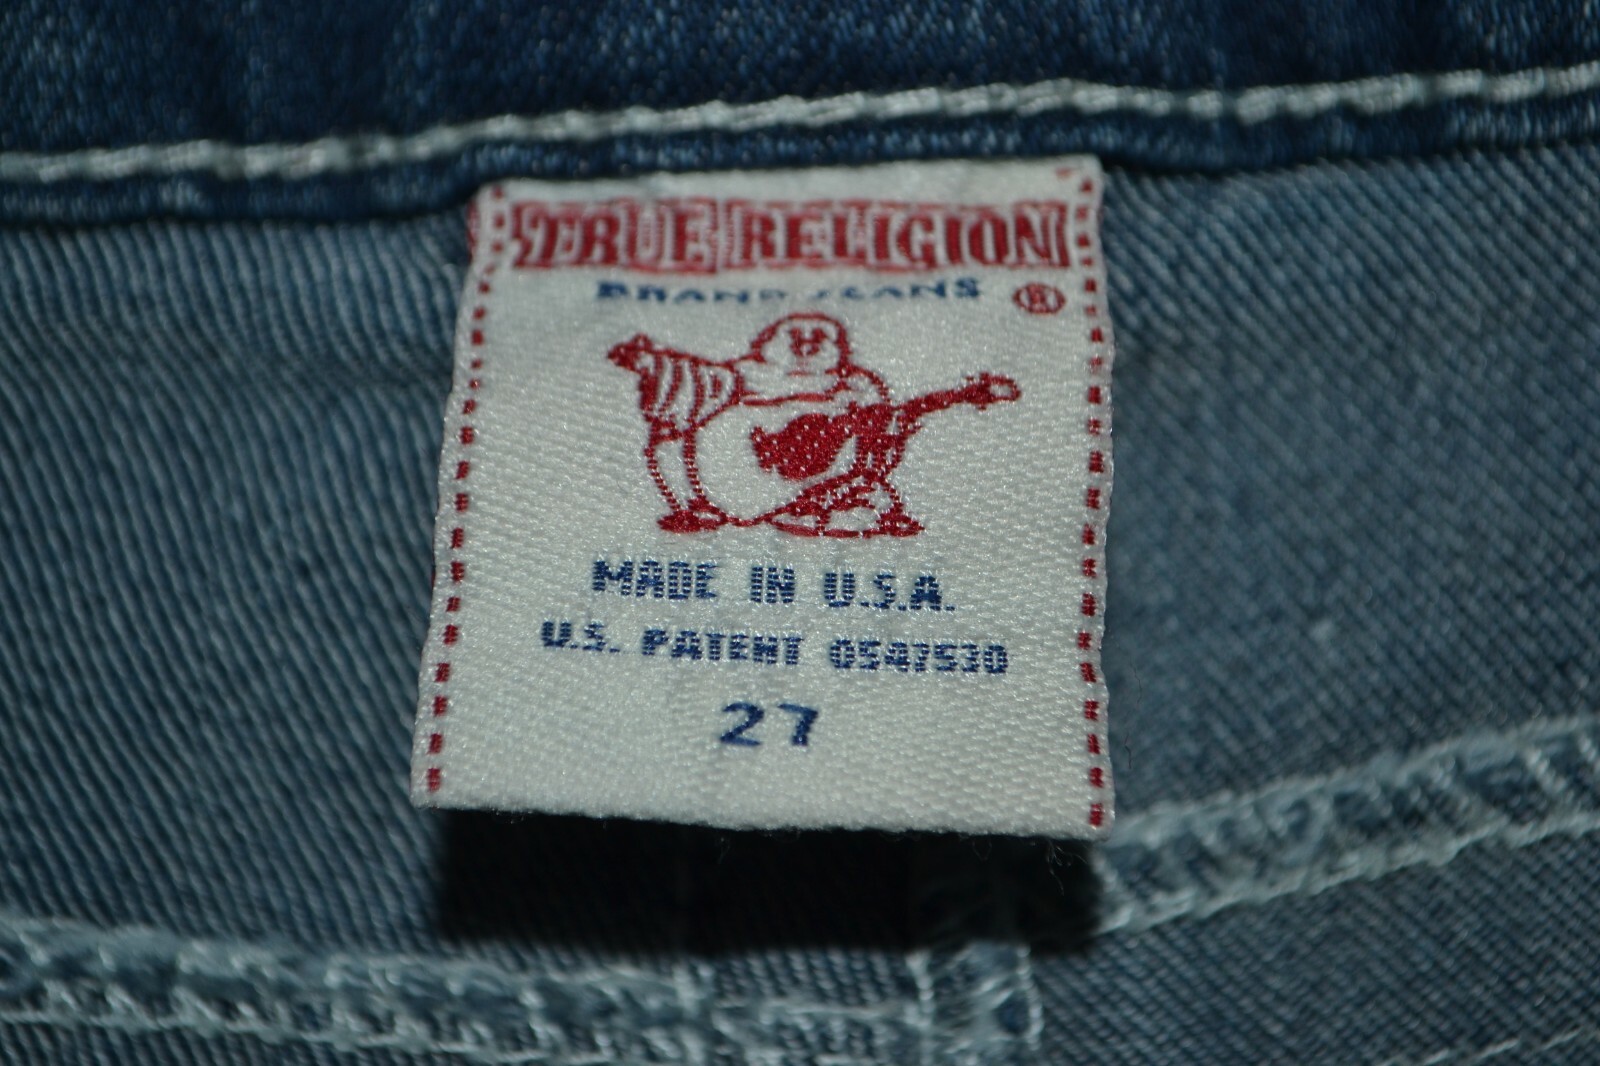 TRUE RELIGION
BRAND JEANS ®
MADE IN U.S.A.
U.S. PATENT 0547530
27